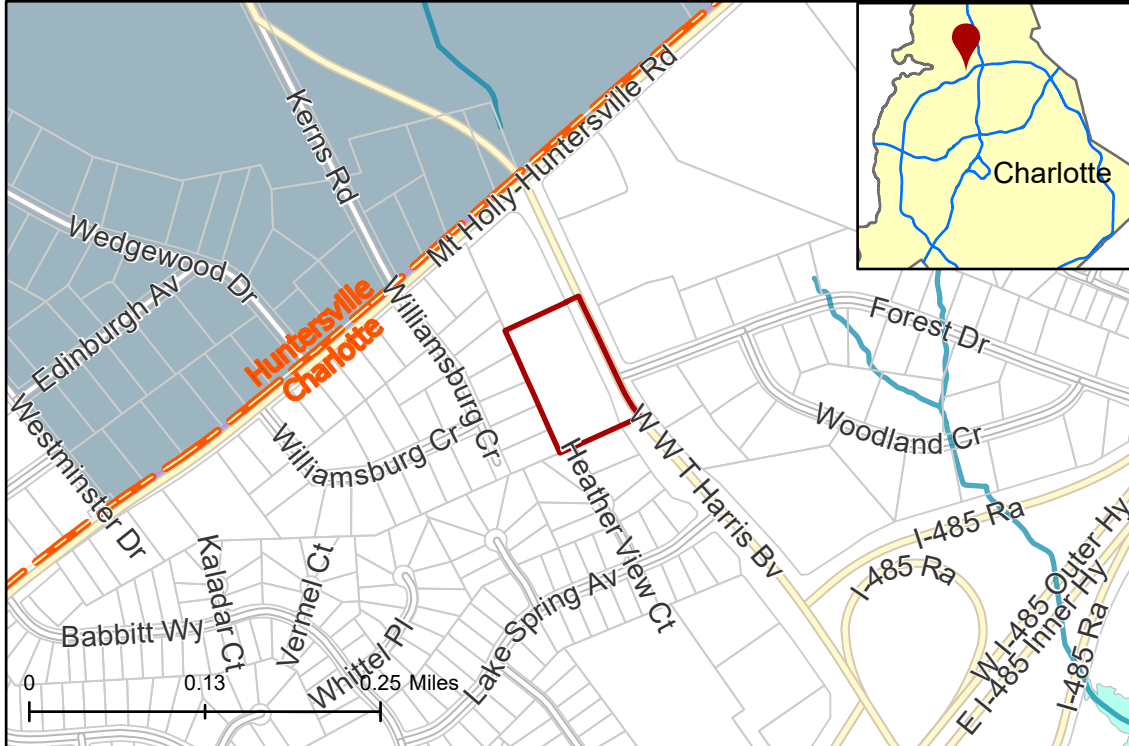 Kerns Rd
Mt Holly-Huntersville Rd
Charlotte
Wedgewood Dr
Edinburgh Av
Huntersville
Charlotte
Williamsburg Cr
Forest Dr
Westminster Dr
Williamsburg Cr
Woodland Cr
W W T Harris Bv
Heather View Ct
I-485 Ra
I-485 Ra
W I-485 Outer Hy
E I-485 Inner Hy
I-485 Ra
Kaladar Ct
Vermel Ct
Babbitt Wy
Whittel Pl
Lake Spring Av
0 0.13 0.25 Miles